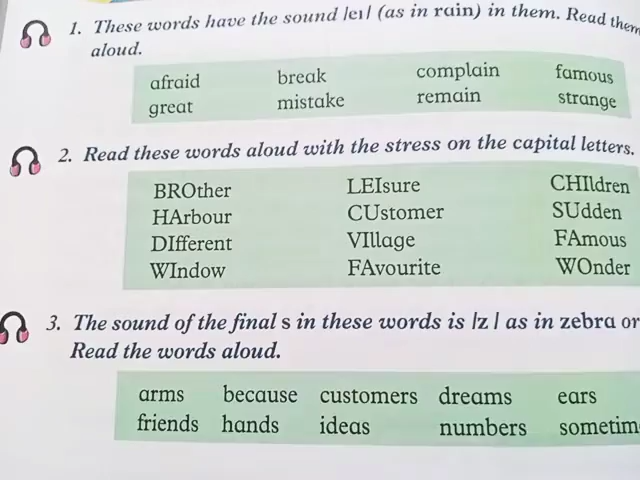 1. These words have the sound /eı/ (as in rain) in them. Read them
aloud.
afraid break complain famous
great mistake remain strange
2. Read these words aloud with the stress on the capital letters.
BROther LEIsure CHIldren
HArbour CUstomer SUdden
DIfferent VIllage FAmous
WIndow FAvourite WOnder
3. The sound of the final s in these words is /z / as in zebra or
Read the words aloud.
arms because customers dreams ears
friends hands ideas numbers sometim